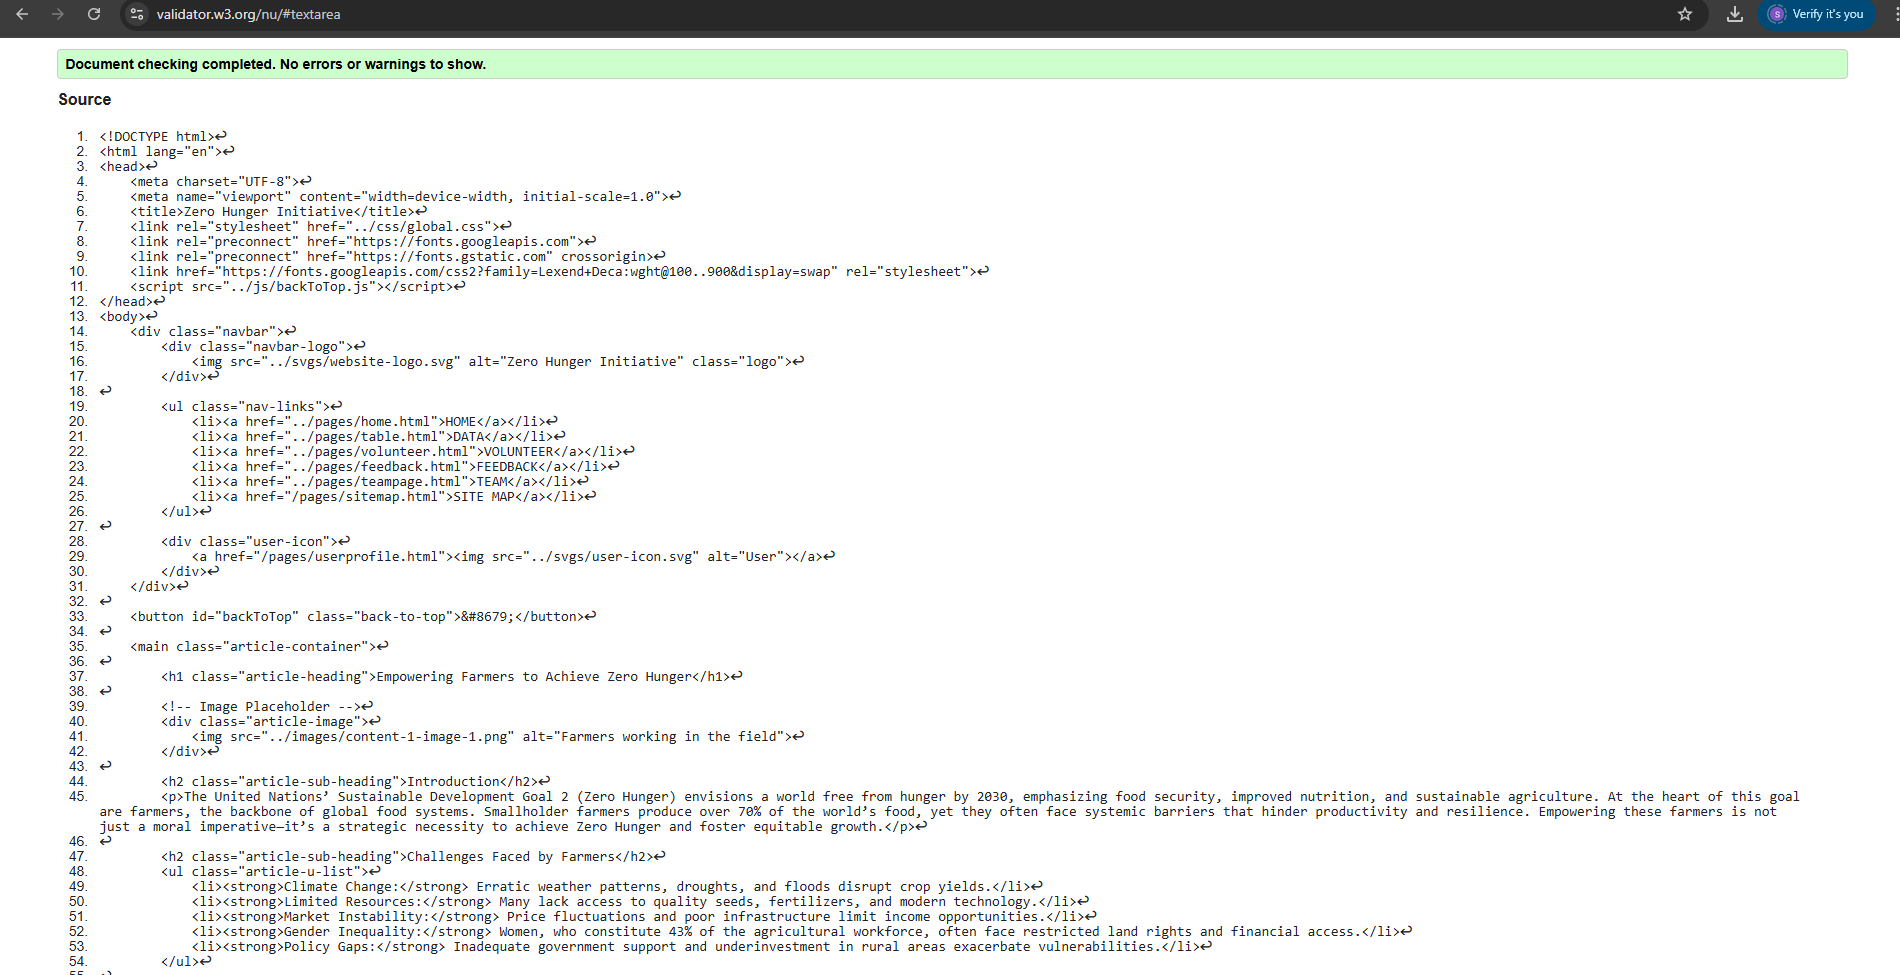 validator.w3.org/nu/#textarea
S
Verify it's you
Document checking completed. No errors or warnings to show.
Source
1. <!DOCTYPE html>↩
2. <html lang="en">↩
3. <head>↩
4.     <meta charset="UTF-8">↩
5.     <meta name="viewport" content="width=device-width, initial-scale=1.0">↩
6.     <title>Zero Hunger Initiative</title>↩
7.     <link rel="stylesheet" href="../css/global.css">↩
8.     <link rel="preconnect" href="https://fonts.googleapis.com">↩
9.     <link rel="preconnect" href="https://fonts.gstatic.com" crossorigin>↩
10.     <link href="https://fonts.googleapis.com/css2?family=Lexend+Deca:wght@100..900&display=swap" rel="stylesheet">↩
11.     <script src="../js/backToTop.js"></script>↩
12. </head>↩
13. <body>↩
14.     <div class="navbar">↩
15.         <div class="navbar-logo">↩
16.             <img src="../svgs/website-logo.svg" alt="Zero Hunger Initiative" class="logo">↩
17.         </div>↩
18. ↩
19.         <ul class="nav-links">↩
20.             <li><a href="../pages/home.html">HOME</a></li>↩
21.             <li><a href="../pages/table.html">DATA</a></li>↩
22.             <li><a href="../pages/volunteer.html">VOLUNTEER</a></li>↩
23.             <li><a href="../pages/feedback.html">FEEDBACK</a></li>↩
24.             <li><a href="../pages/teampage.html">TEAM</a></li>↩
25.             <li><a href="/pages/sitemap.html">SITE MAP</a></li>↩
26.         </ul>↩
27. ↩
28.         <div class="user-icon">↩
29.             <a href="/pages/userprofile.html"><img src="../svgs/user-icon.svg" alt="User"></a>↩
30.         </div>↩
31.     </div>↩
32. ↩
33.     <button id="backToTop" class="back-to-top">&#8679;</button>↩
34. ↩
35.     <main class="article-container">↩
36. ↩
37.         <h1 class="article-heading">Empowering Farmers to Achieve Zero Hunger</h1>↩
38. ↩
39.         <!-- Image Placeholder -->↩
40.         <div class="article-image">↩
41.             <img src="../images/content-1-image-1.png" alt="Farmers working in the field">↩
42.         </div>↩
43. ↩
44.         <h2 class="article-sub-heading">Introduction</h2>↩
45.         <p>The United Nations’ Sustainable Development Goal 2 (Zero Hunger) envisions a world free from hunger by 2030, emphasizing food security, improved nutrition, and sustainable agriculture. At the heart of this goal
are farmers, the backbone of global food systems. Smallholder farmers produce over 70% of the world’s food, yet they often face systemic barriers that hinder productivity and resilience. Empowering these farmers is not
just a moral imperative—it’s a strategic necessity to achieve Zero Hunger and foster equitable growth.</p>↩
46. ↩
47.         <h2 class="article-sub-heading">Challenges Faced by Farmers</h2>↩
48.         <ul class="article-u-list">↩
49.             <li><strong>Climate Change:</strong> Erratic weather patterns, droughts, and floods disrupt crop yields.</li>↩
50.             <li><strong>Limited Resources:</strong> Many lack access to quality seeds, fertilizers, and modern technology.</li>↩
51.             <li><strong>Market Instability:</strong> Price fluctuations and poor infrastructure limit income opportunities.</li>↩
52.             <li><strong>Gender Inequality:</strong> Women, who constitute 43% of the agricultural workforce, often face restricted land rights and financial access.</li>↩
53.             <li><strong>Policy Gaps:</strong> Inadequate government support and underinvestment in rural areas exacerbate vulnerabilities.</li>↩
54.         </ul>↩